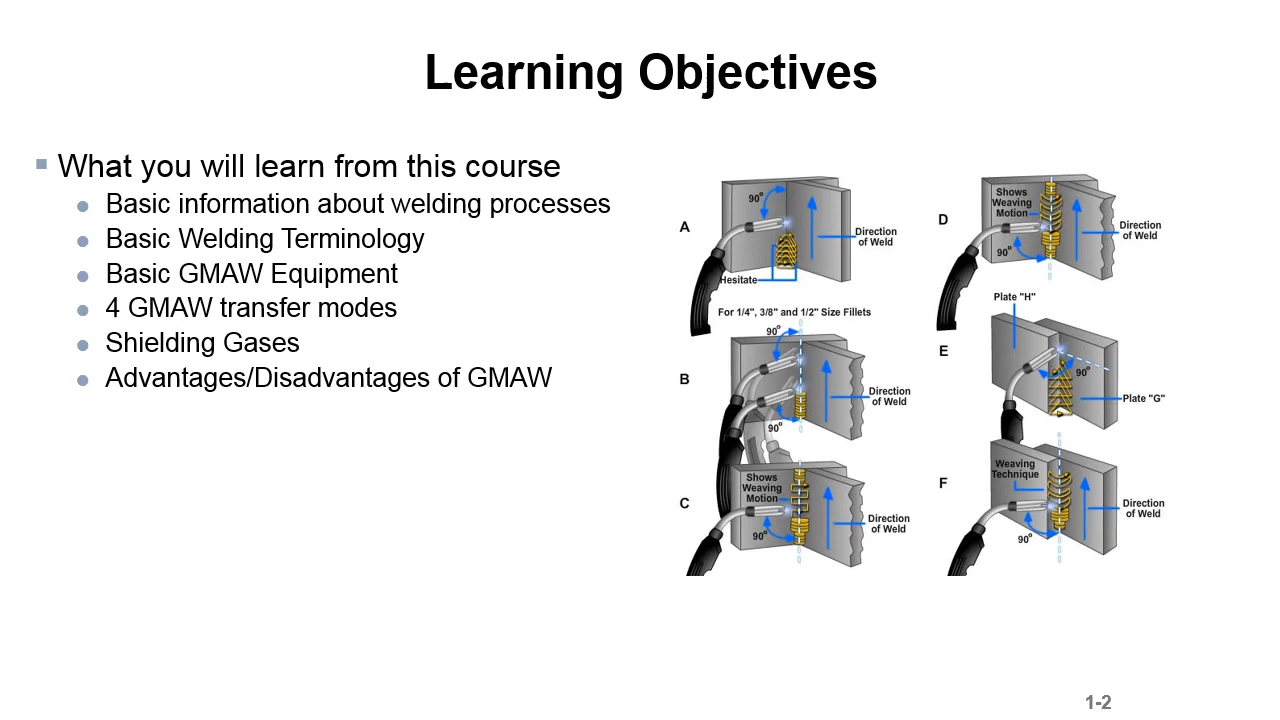 Learning Objectives
What you will learn from this course
Basic information about welding processes
Basic Welding Terminology
Basic GMAW Equipment
4 GMAW transfer modes
Shielding Gases
Advantages/Disadvantages of GMAW
A
90°
Direction
of Weld
Hesitate
For 1/4", 3/8" and 1/2" Size Fillets
B
90°
90°
Direction
of Weld
C
Shows
Weaving
Motion
90°
Direction
of Weld
D
Shows
Weaving
Motion
90°
Direction
of Weld
Plate "H"
E
90°
Plate "G"
F
Weaving
Technique
90°
Direction
of Weld
1-2